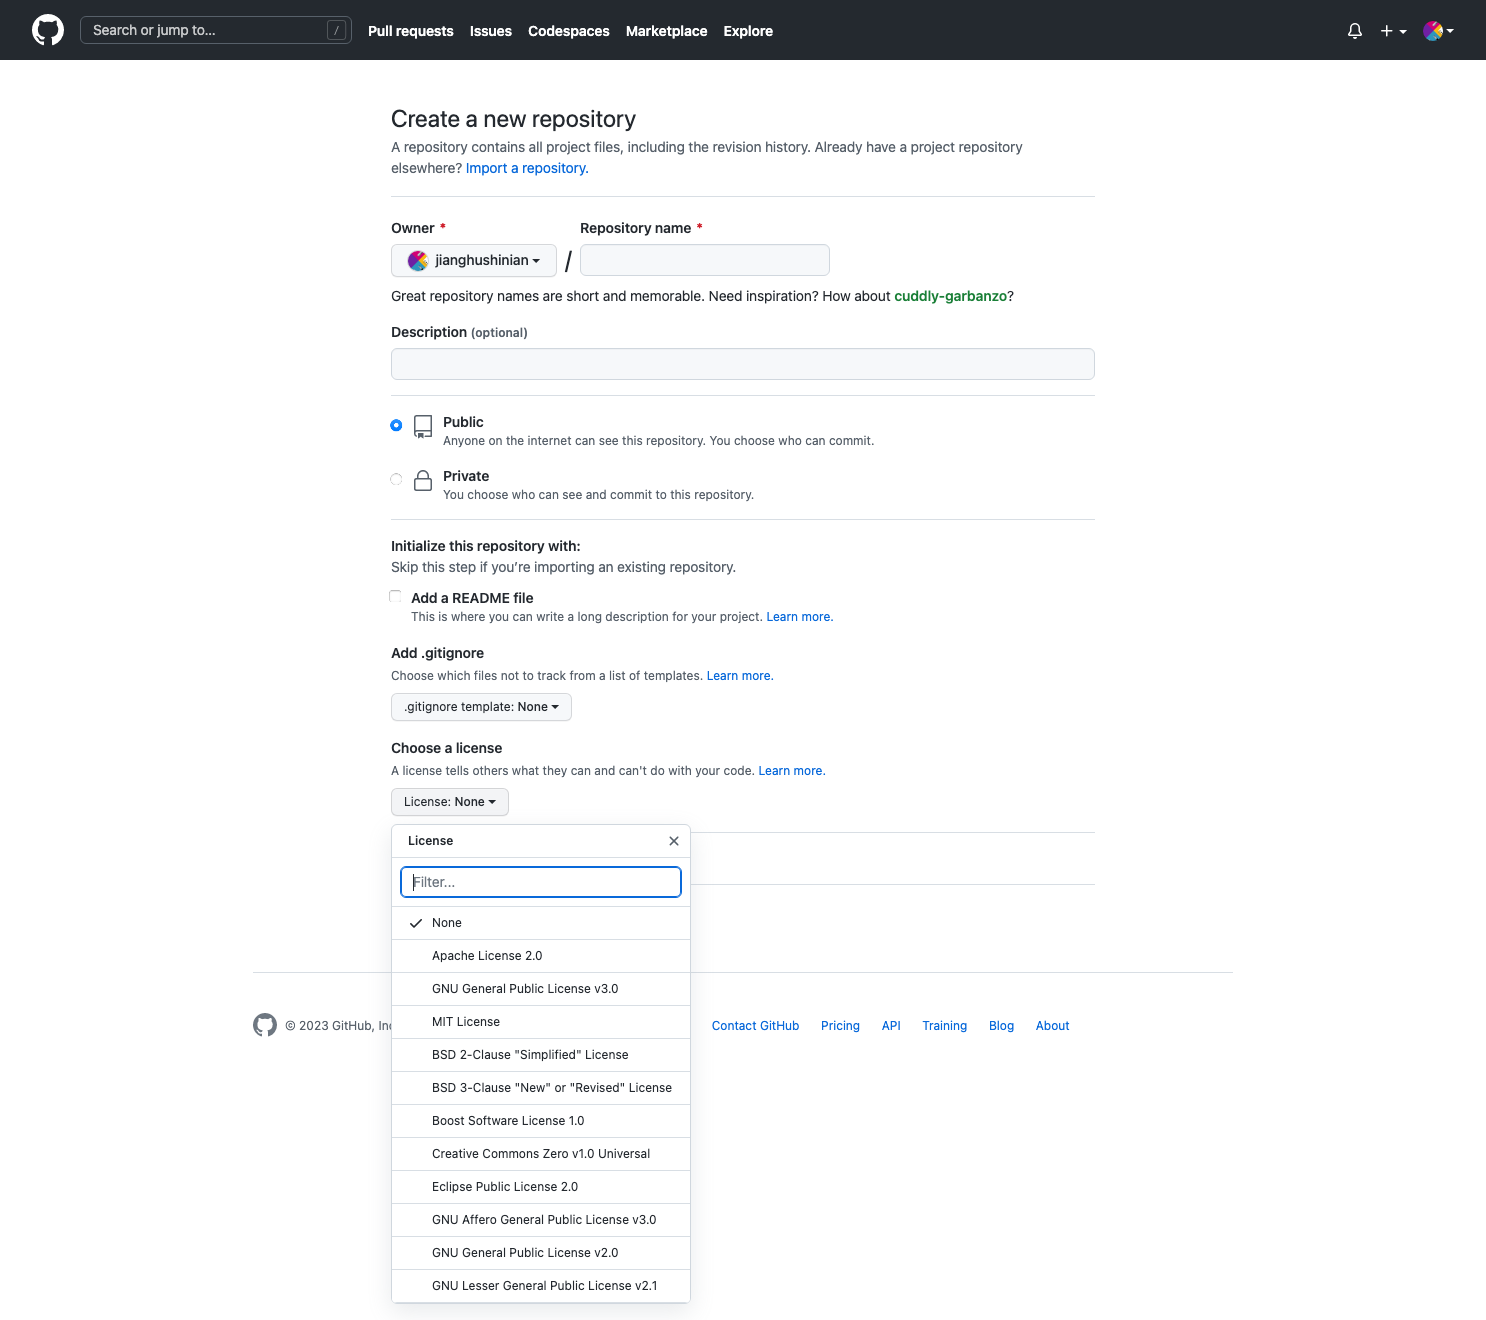 Search or jump to... /
Pull requests
Issues
Codespaces
Marketplace
Explore
Create a new repository
A repository contains all project files, including the revision history. Already have a project repository
elsewhere? Import a repository.
Owner *
Repository name *
jianghushinian
/
Great repository names are short and memorable. Need inspiration? How about cuddly-garbanzo?
Description (optional)
Public
Anyone on the internet can see this repository. You choose who can commit.
Private
You choose who can see and commit to this repository.
Initialize this repository with:
Skip this step if you’re importing an existing repository.
Add a README file
This is where you can write a long description for your project. Learn more.
Add .gitignore
Choose which files not to track from a list of templates. Learn more.
.gitignore template: None
Choose a license
A license tells others what they can and can't do with your code. Learn more.
License: None
License
Filter...
None
Apache License 2.0
GNU General Public License v3.0
MIT License
BSD 2-Clause "Simplified" License
BSD 3-Clause "New" or "Revised" License
Boost Software License 1.0
Creative Commons Zero v1.0 Universal
Eclipse Public License 2.0
GNU Affero General Public License v3.0
GNU General Public License v2.0
GNU Lesser General Public License v2.1
© 2023 GitHub,
Contact GitHub
Pricing
API
Training
Blog
About